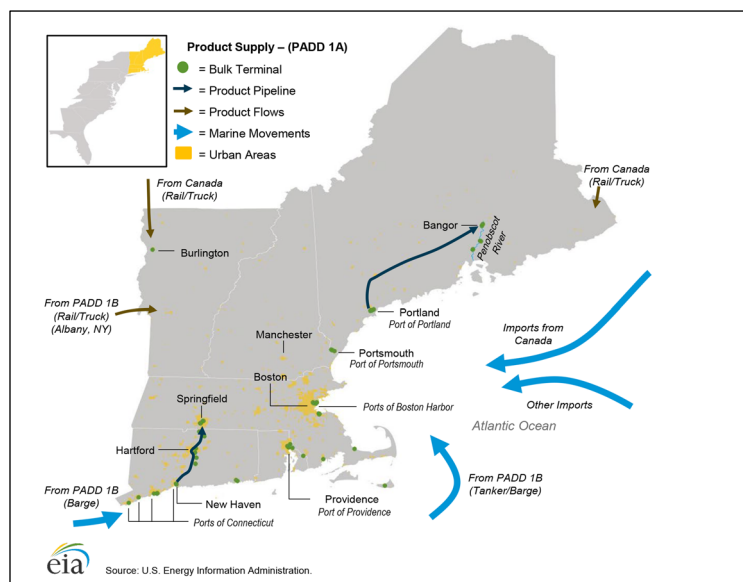 Product Supply – (PADD 1A)
= Bulk Terminal
= Product Pipeline
= Product Flows
= Marine Movements
= Urban Areas
From Canada
(Rail/Truck)
From Canada
(Rail/Truck)
Bangor
Penobscot
River
Burlington
From PADD 1B
(Rail/Truck)
(Albany, NY)
Portland
Port of Portland
Imports from
Canada
Manchester
Portsmouth
Port of Portsmouth
Boston
Springfield
Ports of Boston Harbor
Other Imports
Atlantic Ocean
Hartford
From PADD 1B
(Tanker/Barge)
From PADD 1B
(Barge)
New Haven
Ports of Connecticut
Providence
Port of Providence
eia
Source: U.S. Energy Information Administration.